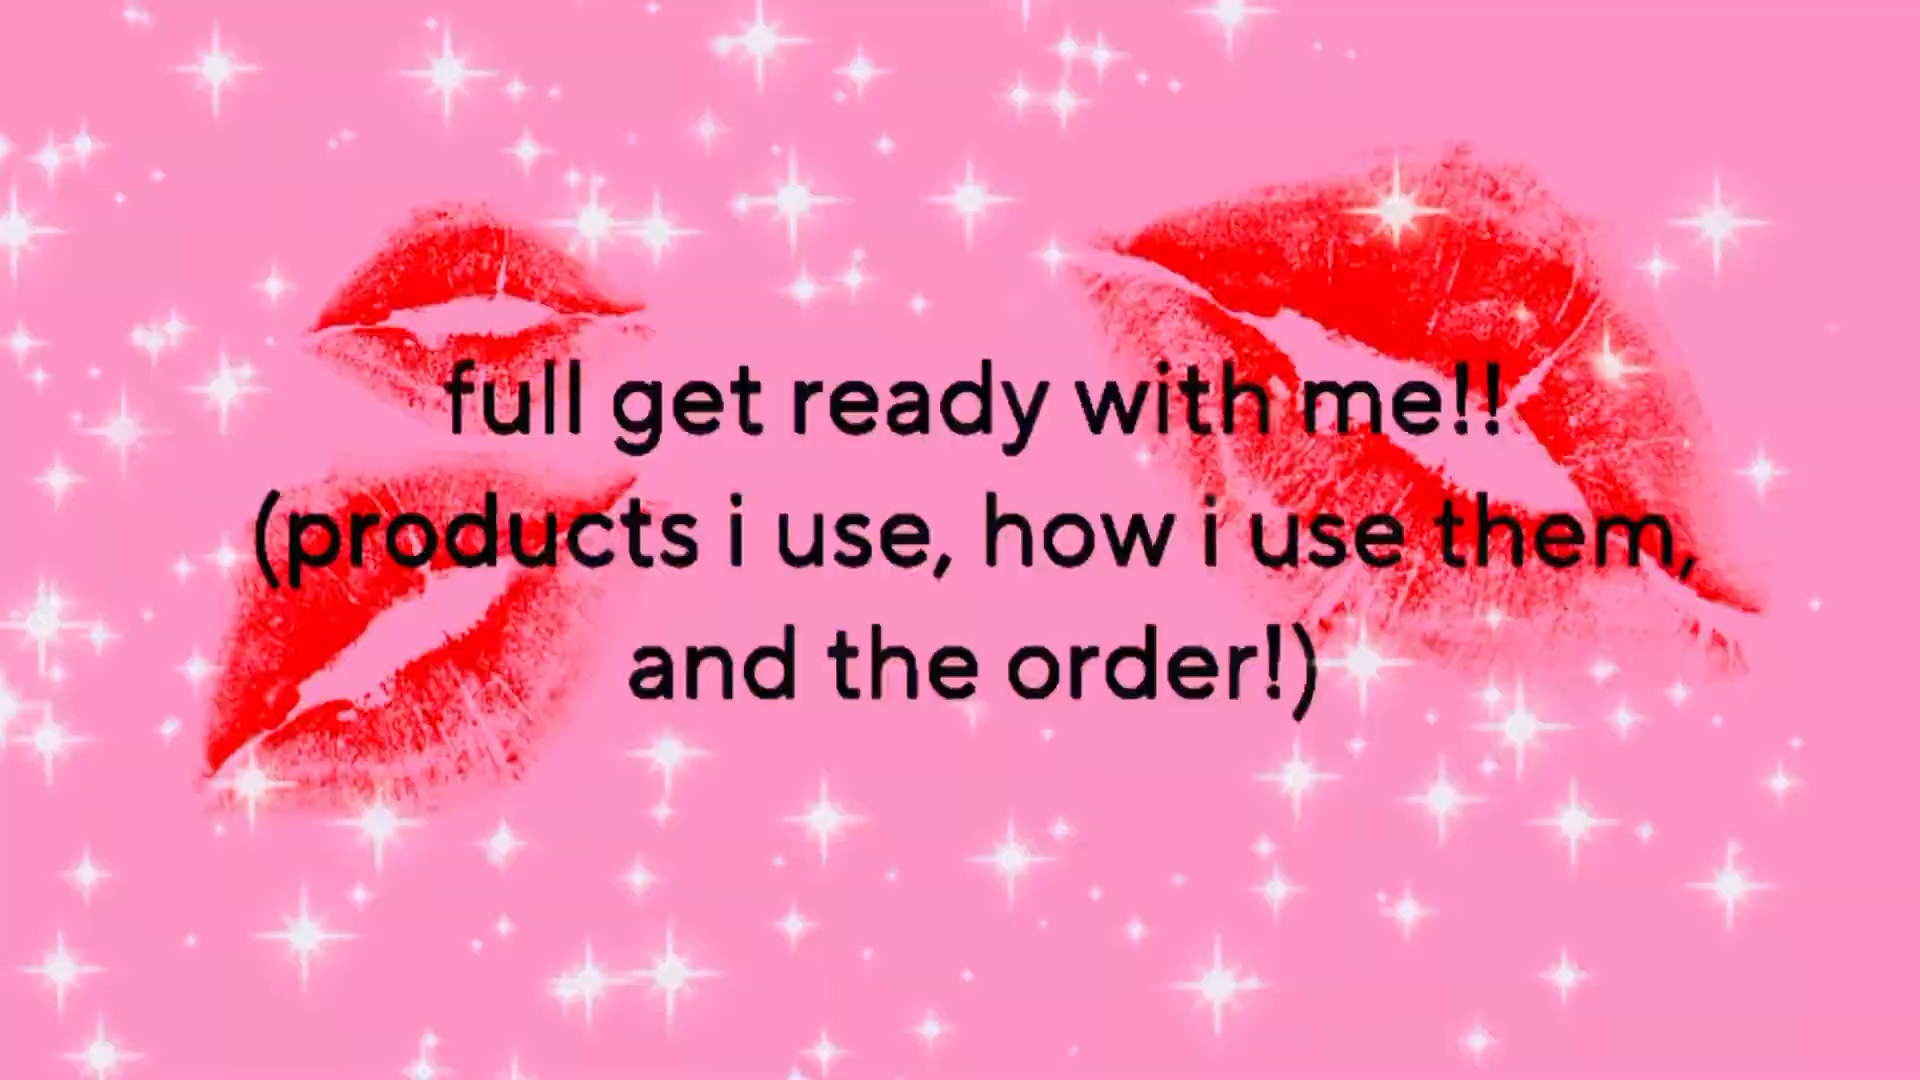 full get ready with me!!
(products i use, how i use them,
and the order!)